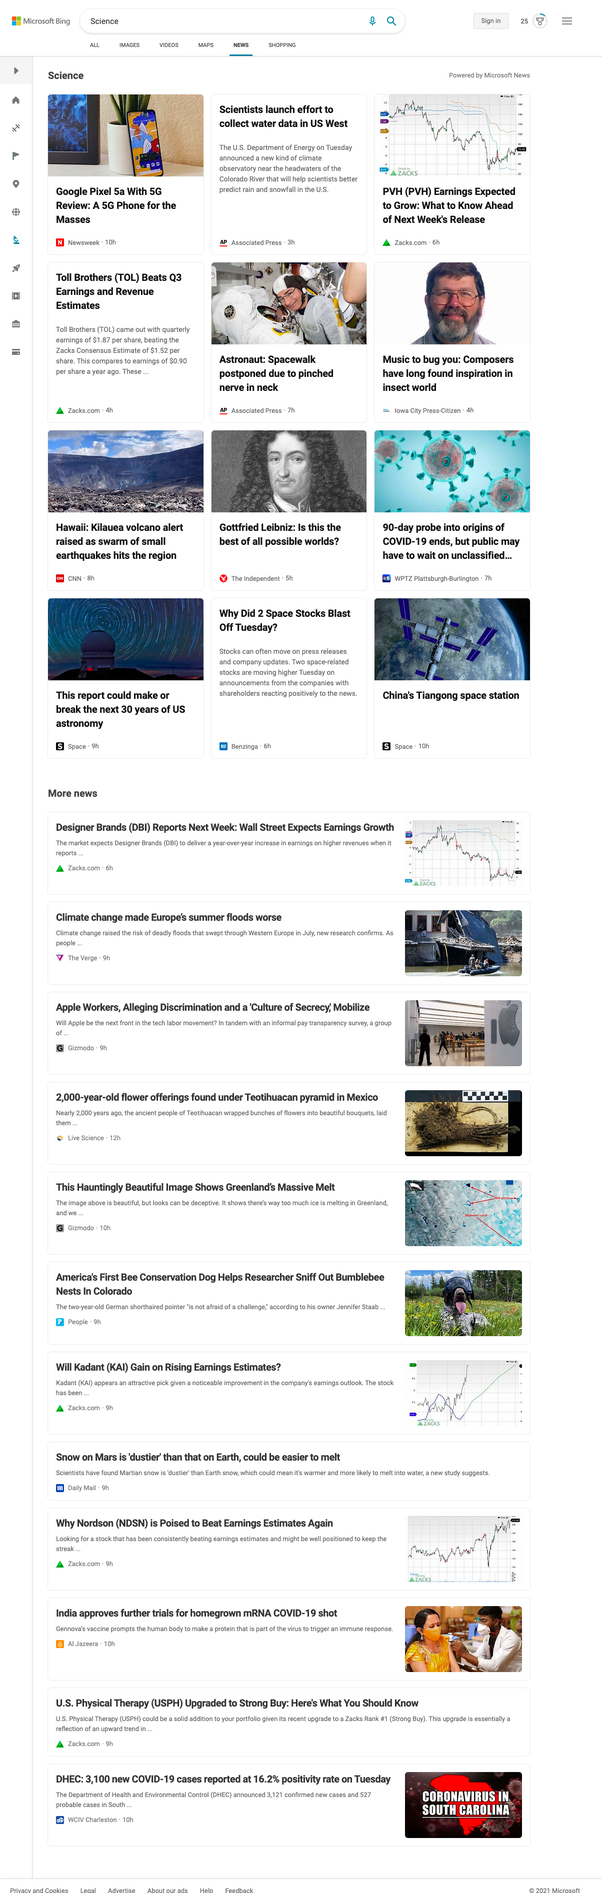 Microsoft Bing
Science
Sign in
25
ALL
IMAGES
VIDEOS
MAPS
NEWS
SHOPPING
Science
Powered by Microsoft News
Google Pixel 5a With 5G
Review: A 5G Phone for the
Masses
Newsweek · 10h
Scientists launch effort to
collect water data in US West
The U.S. Department of Energy on Tuesday
announced a new kind of climate
observatory near the headwaters of the
Colorado River that will help scientists better
predict rain and snowfall in the U.S.
AP Associated Press · 3h
ZACKS
PVH (PVH) Earnings Expected
to Grow: What to Know Ahead
of Next Week's Release
Zacks.com · 6h
Toll Brothers (TOL) Beats Q3
Earnings and Revenue
Estimates
Toll Brothers (TOL) came out with quarterly
earnings of $1.87 per share, beating the
Zacks Consensus Estimate of $1.52 per
share. This compares to earnings of $0.90
per share a year ago. These ...
Zacks.com · 4h
Astronaut: Spacewalk
postponed due to pinched
nerve in neck
AP Associated Press · 7h
Music to bug you: Composers
have long found inspiration in
insect world
Iowa City Press-Citizen · 4h
Hawaii: Kilauea volcano alert
raised as swarm of small
earthquakes hits the region
CNN · 8h
Gottfried Leibniz: Is this the
best of all possible worlds?
The Independent · 5h
90-day probe into origins of
COVID-19 ends, but public may
have to wait on unclassified...
WPTZ Plattsburgh-Burlington · 7h
This report could make or
break the next 30 years of US
astronomy
S Space · 9h
Why Did 2 Space Stocks Blast
Off Tuesday?
Stocks can often move on press releases
and company updates. Two space-related
stocks are moving higher Tuesday on
announcements from the companies with
shareholders reacting positively to the news.
Benzinga · 6h
China's Tiangong space station
S Space · 10h
More news
Designer Brands (DBI) Reports Next Week: Wall Street Expects Earnings Growth
The market expects Designer Brands (DBI) to deliver a year-over-year increase in earnings on higher revenues when it
reports ...
Zacks.com · 6h
ZACKS
Climate change made Europe's summer floods worse
Climate change raised the risk of deadly floods that swept through Western Europe in July, new research confirms. As
people ...
The Verge · 9h
Apple Workers, Alleging Discrimination and a 'Culture of Secrecy,' Mobilize
Will Apple be the next front in the tech labor movement? In tandem with an informal pay transparency survey, a group
of ...
G Gizmodo · 9h
2,000-year-old flower offerings found under Teotihuacan pyramid in Mexico
Nearly 2,000 years ago, the ancient people of Teotihuacan wrapped bunches of flowers into beautiful bouquets, laid
them ...
Live Science · 12h
This Hauntingly Beautiful Image Shows Greenland's Massive Melt
The image above is beautiful, but looks can be deceptive. It shows there's way too much ice is melting in Greenland,
and we ...
G Gizmodo · 10h
America's First Bee Conservation Dog Helps Researcher Sniff Out Bumblebee
Nests In Colorado
The two-year-old German shorthaired pointer "is not afraid of a challenge," according to his owner Jennifer Staab ...
P People · 9h
Will Kadant (KAI) Gain on Rising Earnings Estimates?
Kadant (KAI) appears an attractive pick given a noticeable improvement in the company's earnings outlook. The stock
has been ...
Zacks.com · 9h
ZACKS
Snow on Mars is 'dustier' than that on Earth, could be easier to melt
Scientists have found Martian snow is 'dustier' than Earth snow, which could mean it's warmer and more likely to melt into water, a new study suggests.
Daily Mail · 9h
Why Nordson (NDSN) is Poised to Beat Earnings Estimates Again
Looking for a stock that has been consistently beating earnings estimates and might be well positioned to keep the
streak ...
Zacks.com · 9h
ZACKS
India approves further trials for homegrown mRNA COVID-19 shot
Gennova's vaccine prompts the human body to make a protein that is part of the virus to trigger an immune response.
Al Jazeera · 10h
U.S. Physical Therapy (USPH) Upgraded to Strong Buy: Here's What You Should Know
U.S. Physical Therapy (USPH) could be a solid addition to your portfolio given its recent upgrade to a Zacks Rank #1 (Strong Buy). This upgrade is essentially a
reflection of an upward trend in ...
Zacks.com · 9h
DHEC: 3,100 new COVID-19 cases reported at 16.2% positivity rate on Tuesday
The Department of Health and Environmental Control (DHEC) announced 3,121 confirmed new cases and 527
probable cases in South ...
WCIV Charleston · 10h
CORONAVIRUS IN
SOUTH CAROLINA
Privacy and Cookies
Legal
Advertise
About our ads
Help
Feedback
© 2021 Microsoft